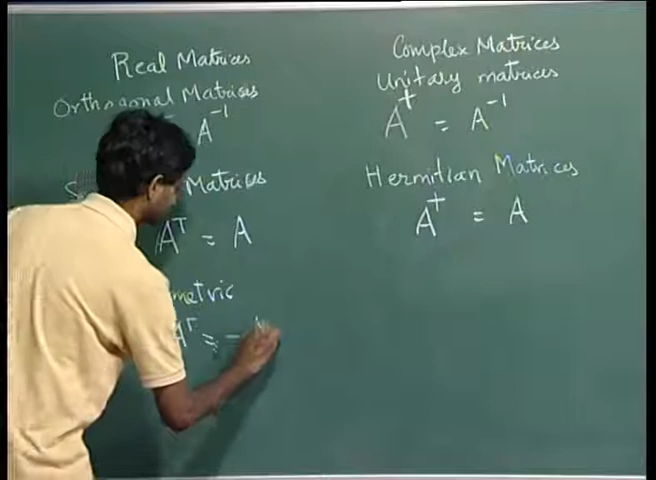 Real Matrices
Orthogonal Matrices
A⁻¹
Matrices
Aᵀ = A
metric
Aᵀ = -
Complex Matrices
Unitary matrices
A† = A⁻¹
Hermitian Matrices
A† = A